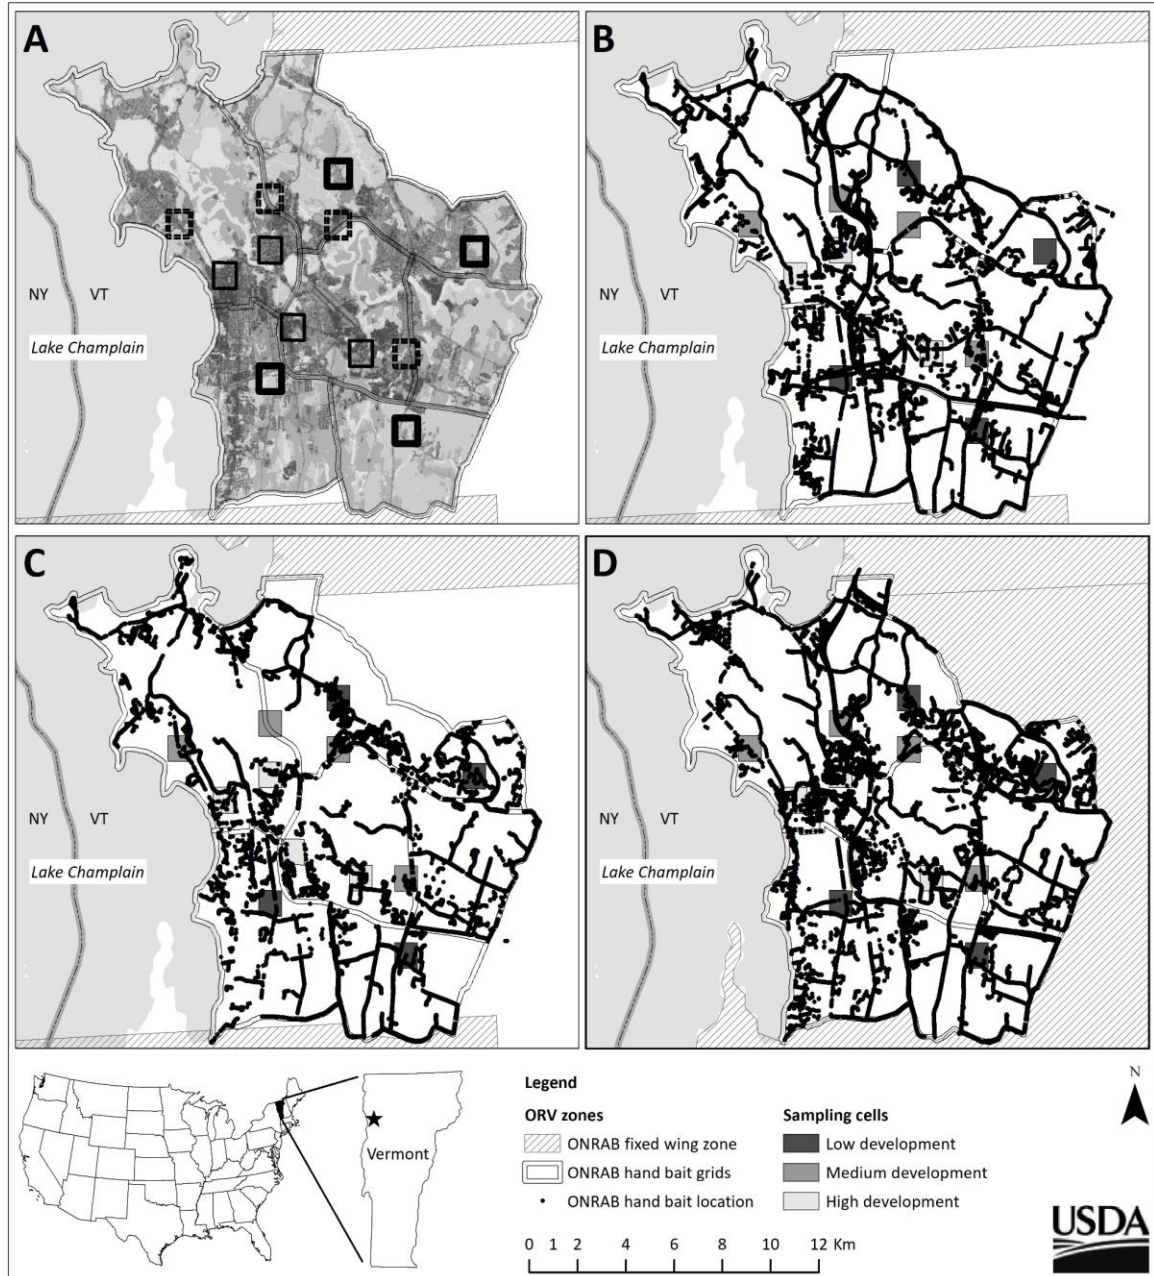 A
B
NY VT
Lake Champlain
NY VT
Lake Champlain
C
D
NY VT
Lake Champlain
NY VT
Lake Champlain
Vermont
Legend
ORV zones
ONRAB fixed wing zone
ONRAB hand bait grids
ONRAB hand bait location
Sampling cells
Low development
Medium development
High development
0 1 2 4 6 8 10 12 Km
N
USDA